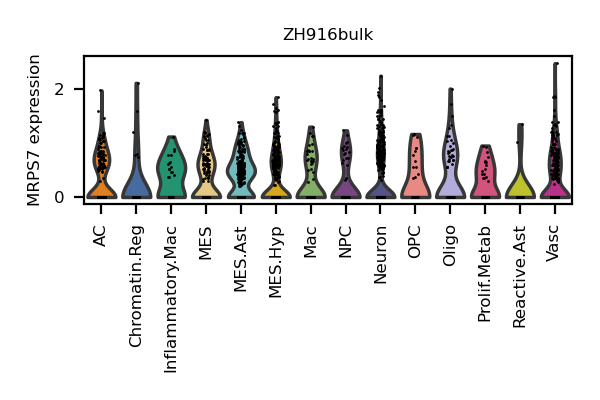 ZH916bulk
MRPS7 expression
2
0
AC
Chromatin.Reg
Inflammatory.Mac
MES
MES.Ast
MES.Hyp
Mac
NPC
Neuron
OPC
Oligo
Prolif.Metab
Reactive.Ast
Vasc